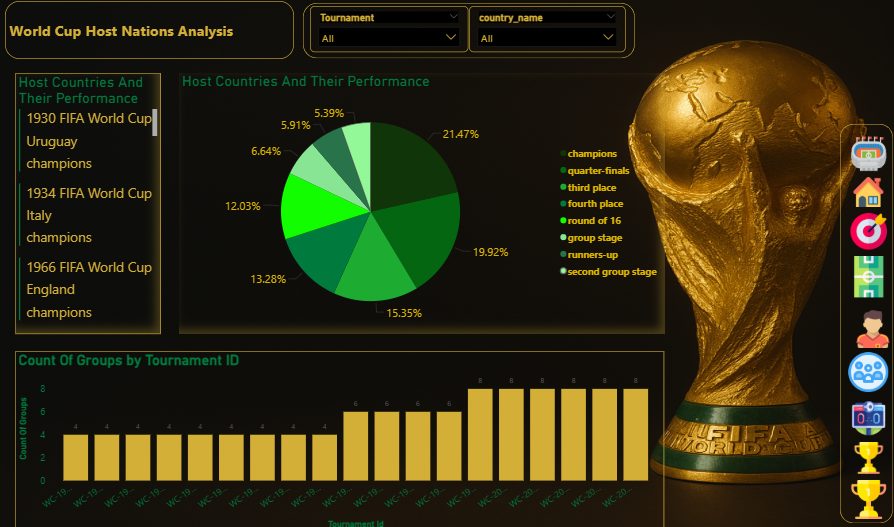 World Cup Host Nations Analysis
Tournament
All
country_name
All
Host Countries And
Their Performance
1930 FIFA World Cup
Uruguay
champions
1934 FIFA World Cup
Italy
champions
1966 FIFA World Cup
England
champions
Host Countries And Their Performance
5.39%
5.91%
6.64%
12.03%
13.28%
15.35%
19.92%
21.47%
champions
quarter-finals
third place
fourth place
round of 16
group stage
runners-up
second group stage
Count Of Groups by Tournament ID
Count Of Groups
8
6
4
2
0
4 4 4 4 4 4 4 4 4 6 6 6 6 8 8 8 8 8 8
WC-19... WC-19... WC-19... WC-19... WC-19... WC-19... WC-19... WC-19... WC-19... WC-19... WC-19... WC-19... WC-19... WC-20... WC-20... WC-20... WC-20... WC-20...
Tournament Id
FIFA
WORLD CUP
0 0